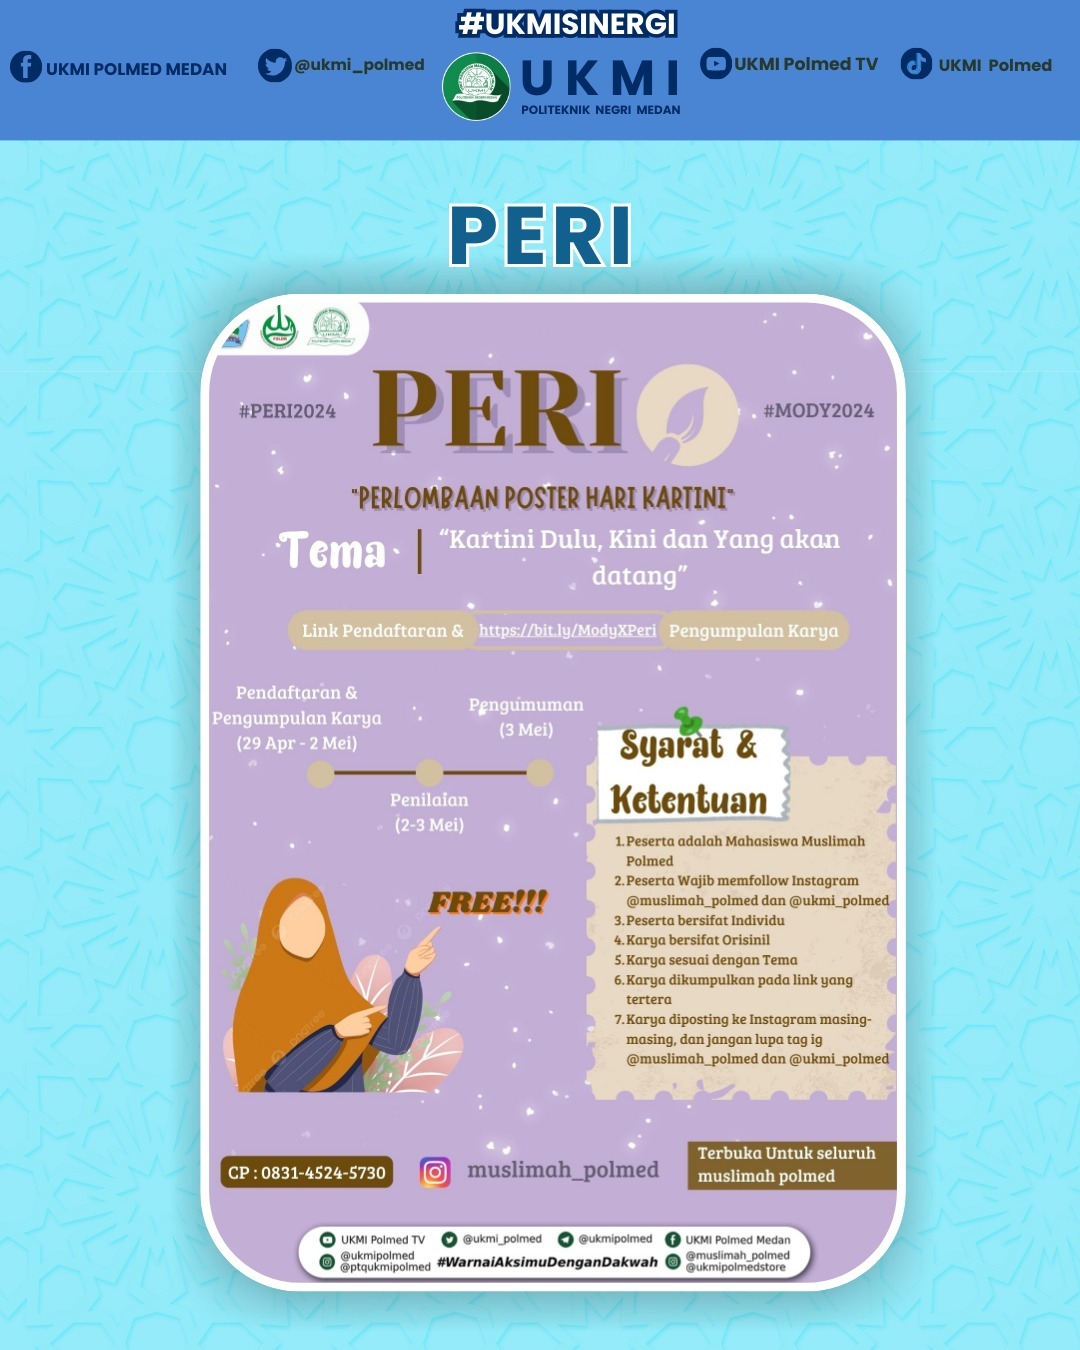 #UKMISINERGI
UKMI POLMED MEDAN
@ukmi_polmed
UKMI
POLITEKNIK NEGRI MEDAN
UKMI Polmed TV
UKMI Polmed
PERI
#PERI2024
PERI
#MODY2024
"PERLOMBAAN POSTER HARI KARTINI"
Tema
“Kartini Dulu, Kini dan Yang akan
datang”
Link Pendaftaran &
https://bit.ly/ModyXPeri
Pengumpulan Karya
Pendaftaran &
Pengumpulan Karya
(29 Apr - 2 Mei)
Pengumuman
(3 Mei)
Penilaian
(2-3 Mei)
Syarat &
Ketentuan
1. Peserta adalah Mahasiswa Muslimah
Polmed
2. Peserta Wajib memfollow Instagram
@muslimah_polmed dan @ukmi_polmed
3. Peserta bersifat Individu
4. Karya bersifat Orisinil
5. Karya sesuai dengan Tema
6. Karya dikumpulkan pada link yang
tertera
7. Karya diposting ke Instagram masing-
masing, dan jangan lupa tag ig
@muslimah_polmed dan @ukmi_polmed
FREE!!!
CP : 0831-4524-5730
muslimah_polmed
Terbuka Untuk seluruh
muslimah polmed
UKMI Polmed TV
@ukmi_polmed
@ukmipolmed
UKMI Polmed Medan
@ukmipolmed
@ptqukmipolmed
#WarnaiAksimuDenganDakwah
@muslimah_polmed
@ukmipolmedstore